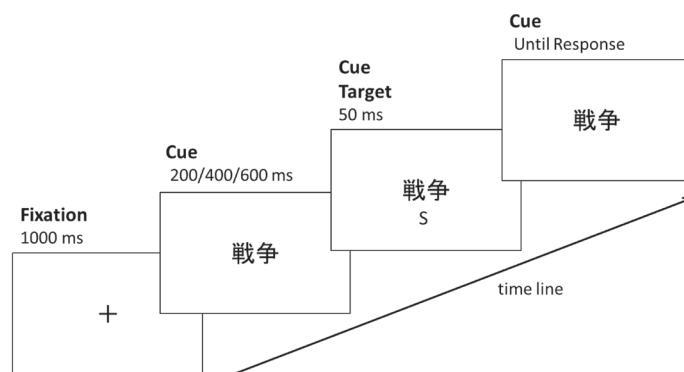 Fixation
1000 ms
+
Cue
200/400/600 ms
戦争
Cue
Target
50 ms
戦争
S
Cue
Until Response
戦争
time line